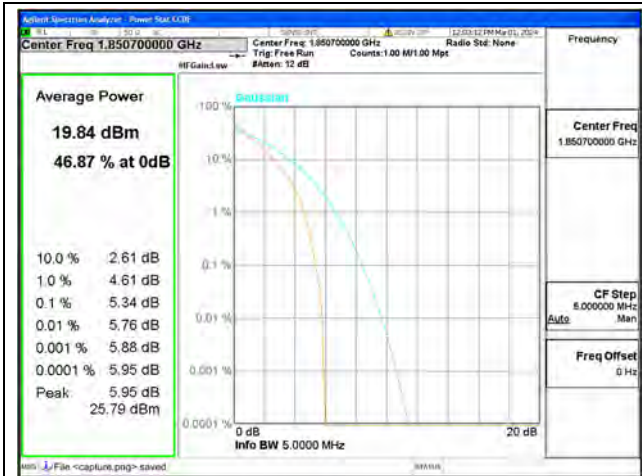 Agilent Spectrum Analyzer - Power Stat CCDF
Center Freq 1.850700000 GHz
Center Freq: 1.850700000 GHz
Radio Std: None
Trig: Free Run
Counts:1.00 M/1.00 Mpt
#IFGain:Low
#Atten: 12 dB
12:03:12 PM Mar 01, 2024
Frequency
Average Power
19.84 dBm
46.87 % at 0dB
10.0 % 2.61 dB
1.0 % 4.61 dB
0.1 % 5.34 dB
0.01 % 5.76 dB
0.001 % 5.88 dB
0.0001 % 5.95 dB
Peak 5.95 dB
25.79 dBm
Gaussian
100 %
10 %
1 %
0.1 %
0.01 %
0.001 %
0.0001 %
0 dB
20 dB
Info BW 5.0000 MHz
Center Freq
1.850700000 GHz
CF Step
5.000000 MHz
Auto Man
Freq Offset
0 Hz
MSG
File <capture.png> saved
STATUS